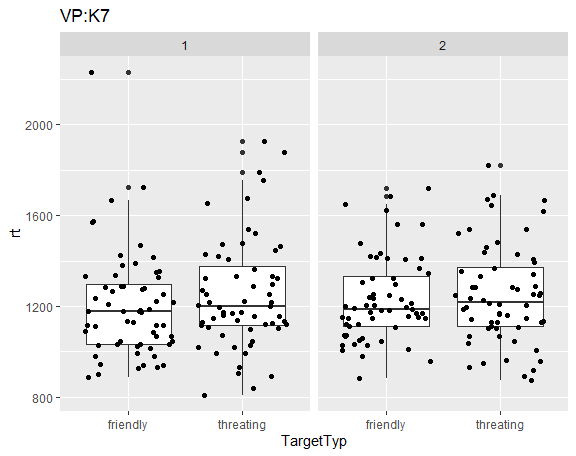 VP:K7
1 2
rt
2000
1600
1200
800
friendly threating friendly threating
TargetTyp